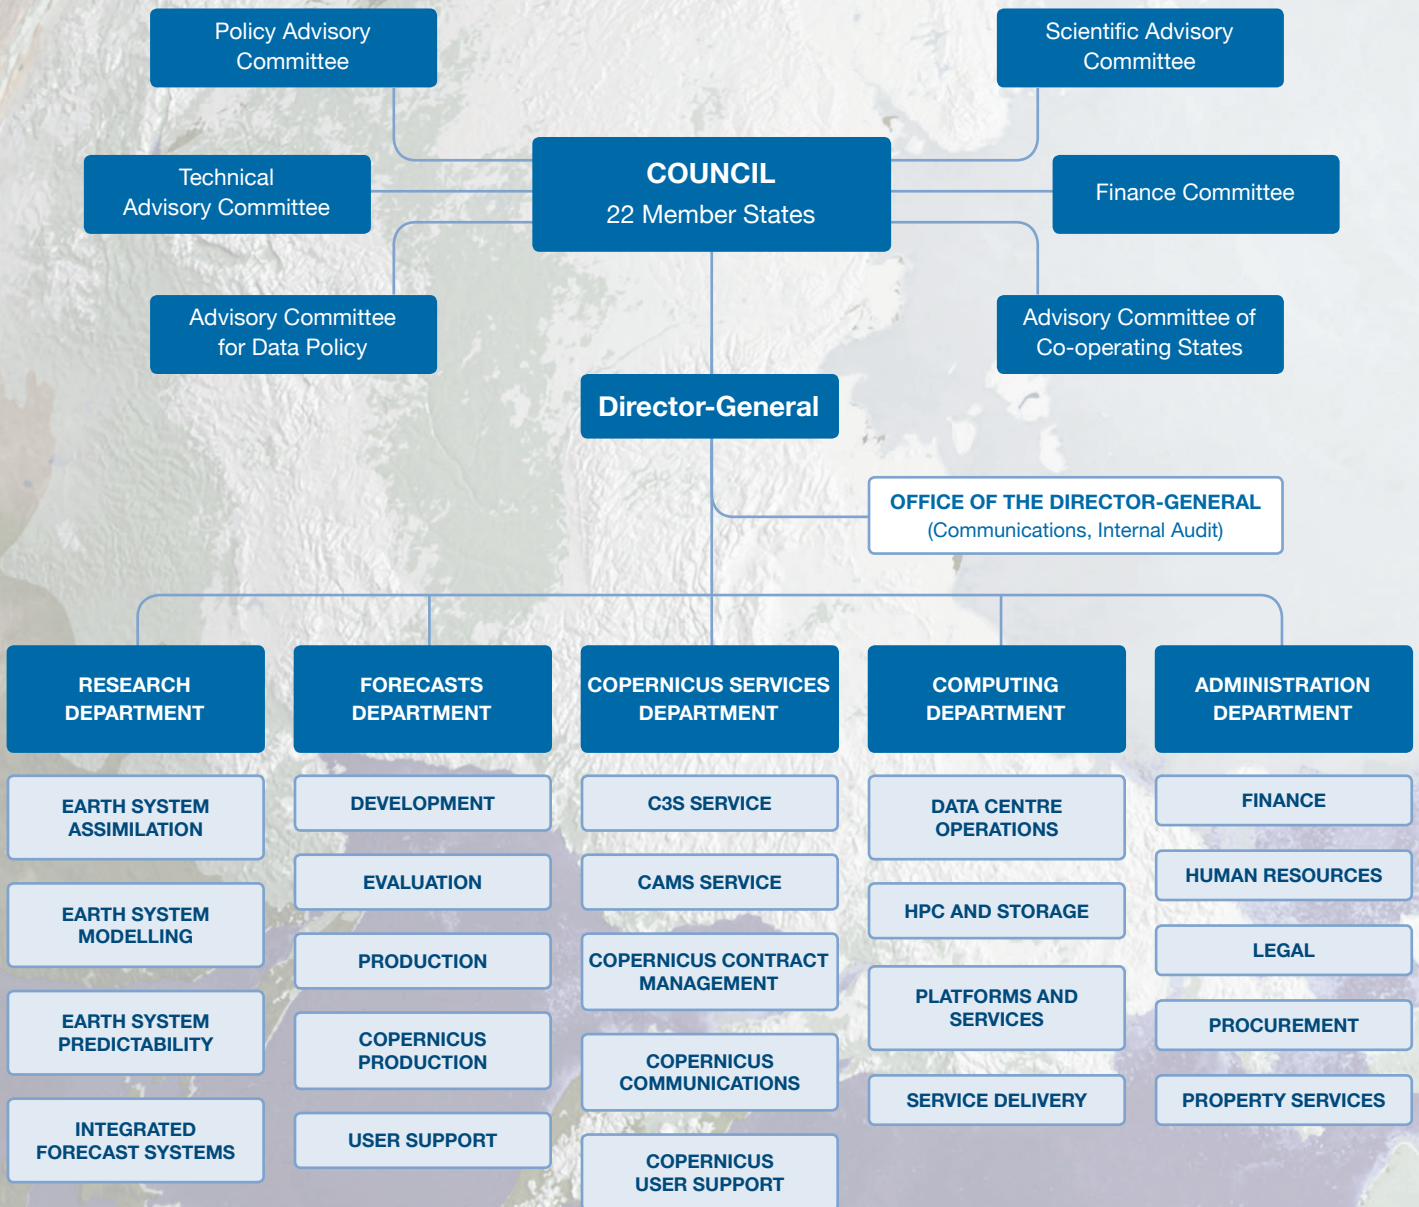 Policy Advisory
Committee
Scientific Advisory
Committee
Technical
Advisory Committee
COUNCIL
22 Member States
Finance Committee
Advisory Committee
for Data Policy
Advisory Committee of
Co-operating States
Director-General
OFFICE OF THE DIRECTOR-GENERAL
(Communications, Internal Audit)
RESEARCH
DEPARTMENT
EARTH SYSTEM
ASSIMILATION
EARTH SYSTEM
MODELLING
EARTH SYSTEM
PREDICTABILITY
INTEGRATED
FORECAST SYSTEMS
FORECASTS
DEPARTMENT
DEVELOPMENT
EVALUATION
PRODUCTION
COPERNICUS
PRODUCTION
USER SUPPORT
COPERNICUS SERVICES
DEPARTMENT
C3S SERVICE
CAMS SERVICE
COPERNICUS CONTRACT
MANAGEMENT
COPERNICUS
COMMUNICATIONS
COPERNICUS
USER SUPPORT
COMPUTING
DEPARTMENT
DATA CENTRE
OPERATIONS
HPC AND STORAGE
PLATFORMS AND
SERVICES
SERVICE DELIVERY
ADMINISTRATION
DEPARTMENT
FINANCE
HUMAN RESOURCES
LEGAL
PROCUREMENT
PROPERTY SERVICES